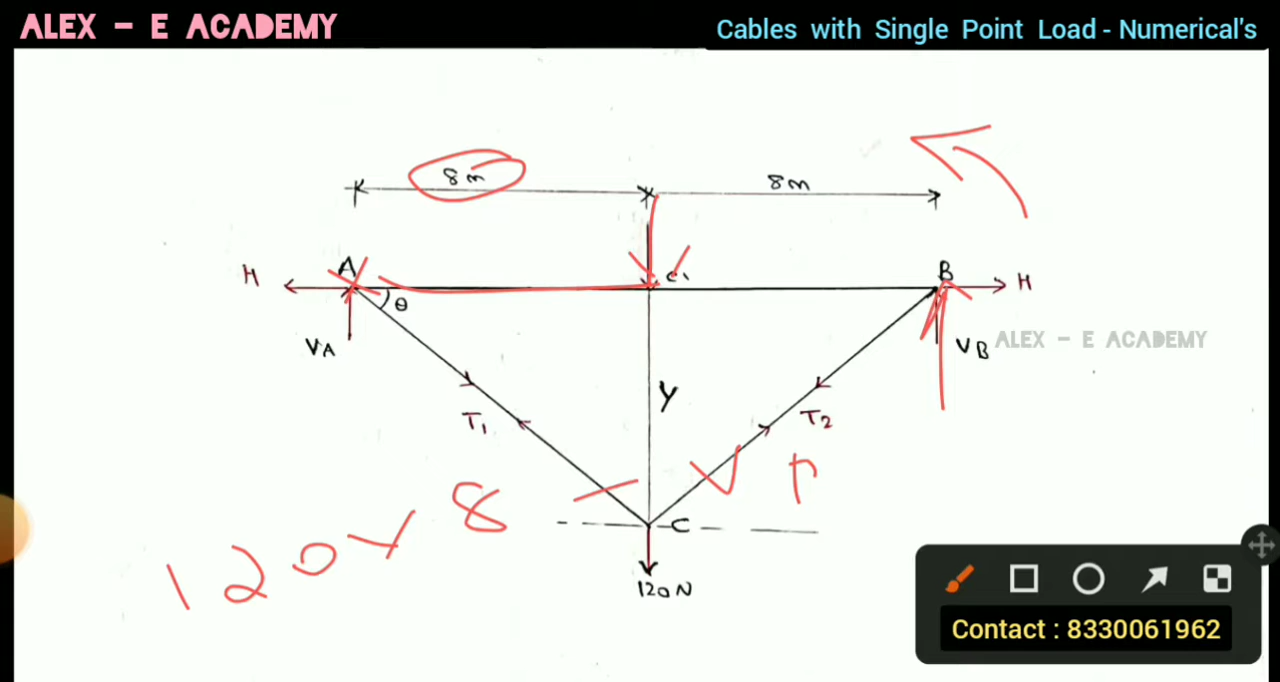 ALEX – E ACADEMY
Cables with Single Point Load - Numerical's
8m
8m
H
A
B
H
θ
VA
VB
ALEX – E ACADEMY
Y
T1
T2
120 × 8 – V
C
120N
Contact : 8330061962